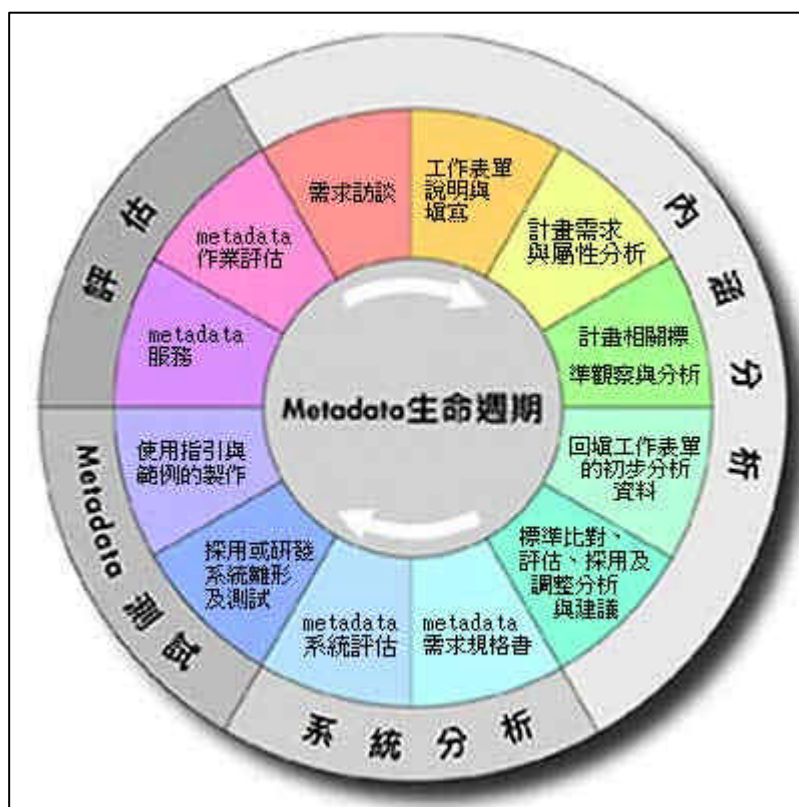 Metadata生命週期
需求訪談
工作表單
說明與
填寫
計畫需求
與屬性分析
計畫相關標
準觀察與分析
回填工作表單
的初步分析
資料
標準比對、
評估、採用及
調整分析
與建議
metadata
需求規格書
metadata
系統評估
採用或研發
系統雛形
及測試
使用指引與
範例的製作
metadata
服務
metadata
作業評估
內涵分析
系統分析
Metadata 測試
評估